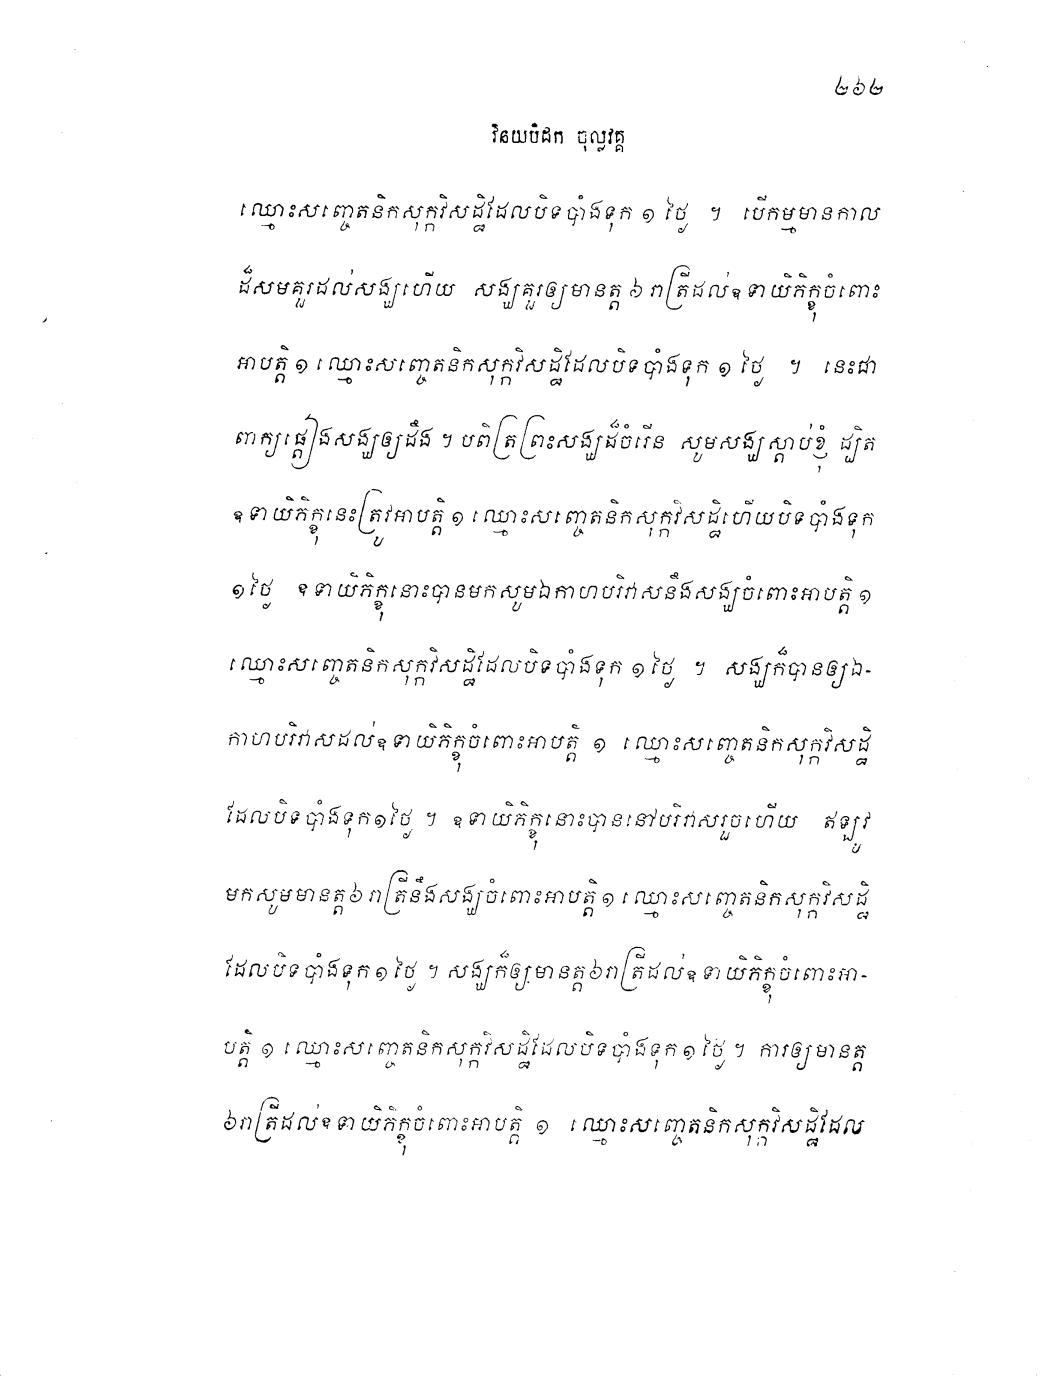 ២៦២
វិនយបិដក ចុល្លវគ្គ
ឈ្មោះសញ្ចេតនិកសុក្កវិសដ្ឋិដែលបិទបាំងទុក ១ ថ្ងៃ ។ បើកម្មមានកាល
ដ៏សមគួរដល់សង្ឃហើយ សង្ឃគួរឲ្យមានត្ត ៦ រាត្រីដល់ឧទាយិភិក្ខុចំពោះ
អាបត្តិ ១ ឈ្មោះសញ្ចេតនិកសុក្កវិសដ្ឋិដែលបិទបាំងទុក ១ ថ្ងៃ ។ នេះជា
ពាក្យផ្តៀងសង្ឃឲ្យដឹង ។ បពិត្រព្រះសង្ឃដ៏ចំរើន សូមសង្ឃស្តាប់ខ្ញុំ ដ្បិត
ឧទាយិភិក្ខុនេះត្រូវអាបត្តិ ១ ឈ្មោះសញ្ចេតនិកសុក្កវិសដ្ឋិហើយបិទបាំងទុក
១ ថ្ងៃ ឧទាយិភិក្ខុនោះបានមកសូមឯកាហបរិវាសនឹងសង្ឃចំពោះអាបត្តិ ១
ឈ្មោះសញ្ចេតនិកសុក្កវិសដ្ឋិដែលបិទបាំងទុក ១ ថ្ងៃ ។ សង្ឃក៏បានឲ្យឯ-
កាហបរិវាសដល់ឧទាយិភិក្ខុចំពោះអាបត្តិ ១ ឈ្មោះសញ្ចេតនិកសុក្កវិសដ្ឋិ
ដែលបិទបាំងទុក១ថ្ងៃ ។ ឧទាយិភិក្ខុនោះបាននៅបរិវាសរួចហើយ ឥឡូវ
មកសូមមានត្ត៦ រាត្រីនឹងសង្ឃចំពោះអាបត្តិ ១ ឈ្មោះសញ្ចេតនិកសុក្កវិសដ្ឋិ
ដែលបិទបាំងទុក ១ ថ្ងៃ ។ សង្ឃក៏ឲ្យមានត្ត៦រាត្រីដល់ឧទាយិភិក្ខុចំពោះអា-
បត្តិ ១ ឈ្មោះសញ្ចេតនិកសុក្កវិសដ្ឋិដែលបិទបាំងទុក ១ ថ្ងៃ ។ ការឲ្យមានត្ត
៦រាត្រីដល់ឧទាយិភិក្ខុចំពោះអាបត្តិ ១ ឈ្មោះសញ្ចេតនិកសុក្កវិសដ្ឋិដែល